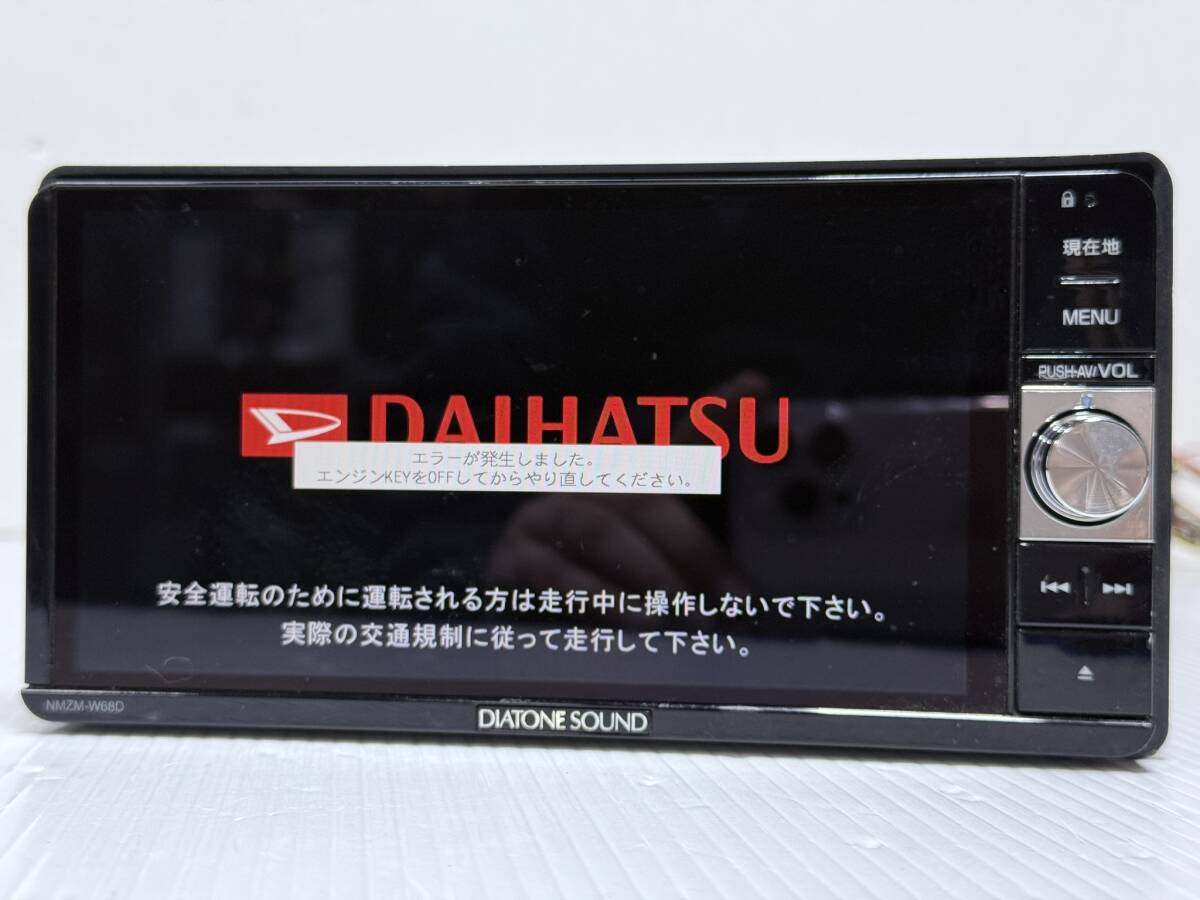 現在地
MENU
PUSH-AV/VOL
DAIHATSU
エラーが発生しました。
エンジンKEYをOFFしてからやり直してください。
安全運転のために運転される方は走行中に操作しないで下さい。
実際の交通規制に従って走行して下さい。
NMZM-W68D
DIATONE SOUND